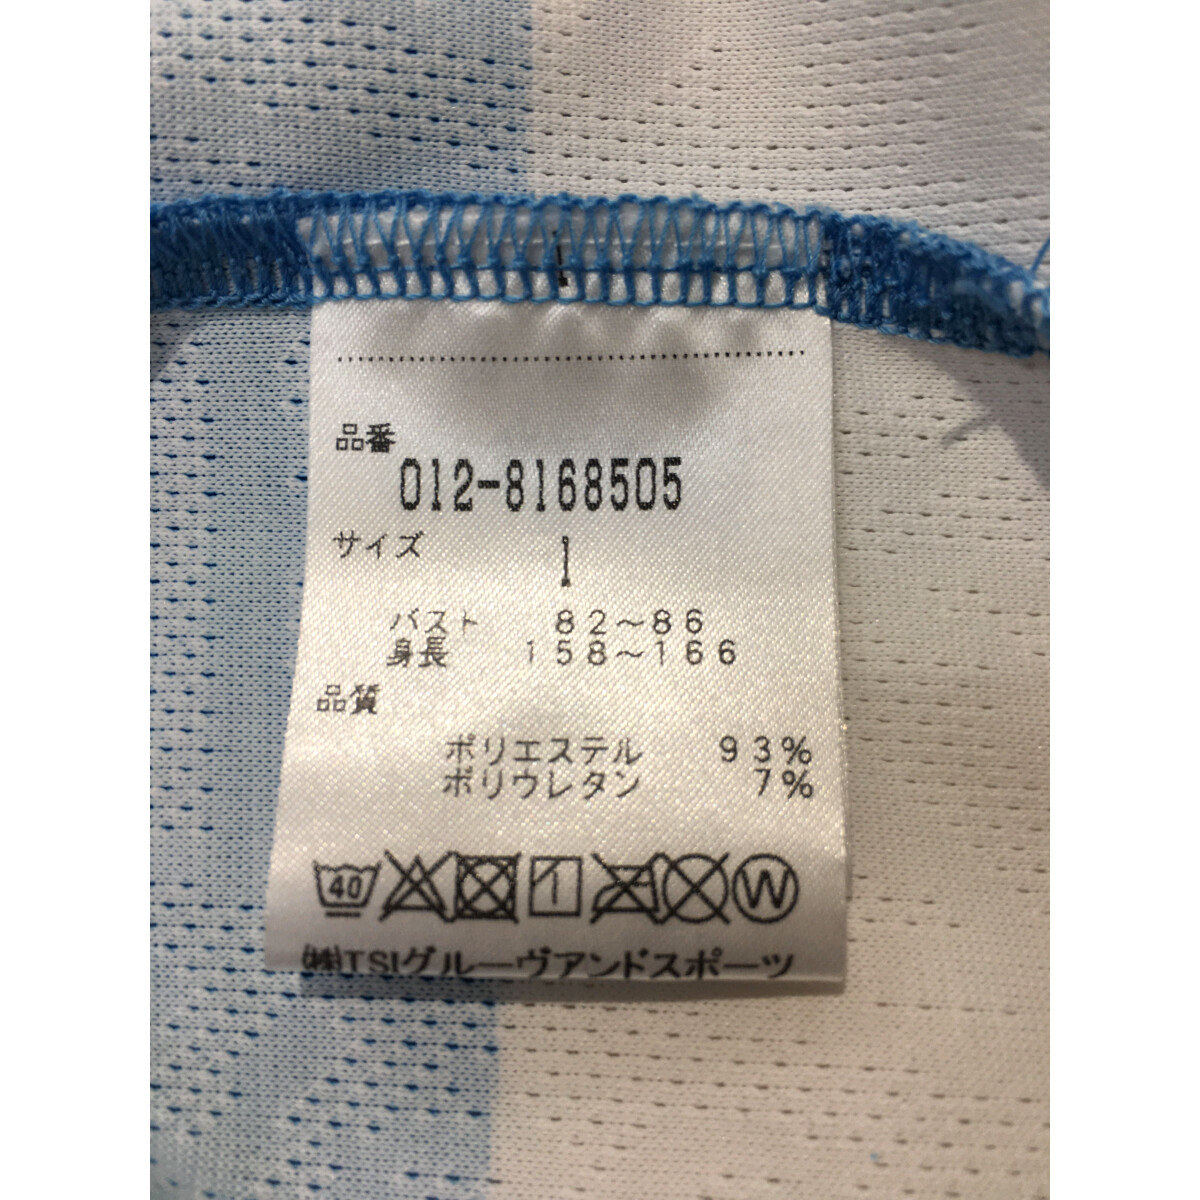 品番
012-8168505
サイズ 1
バスト 82～86
身長 158～166
品質
ポリエステル 93%
ポリウレタン 7%
40 W
㈱TSIグルーヴアンドスポーツ